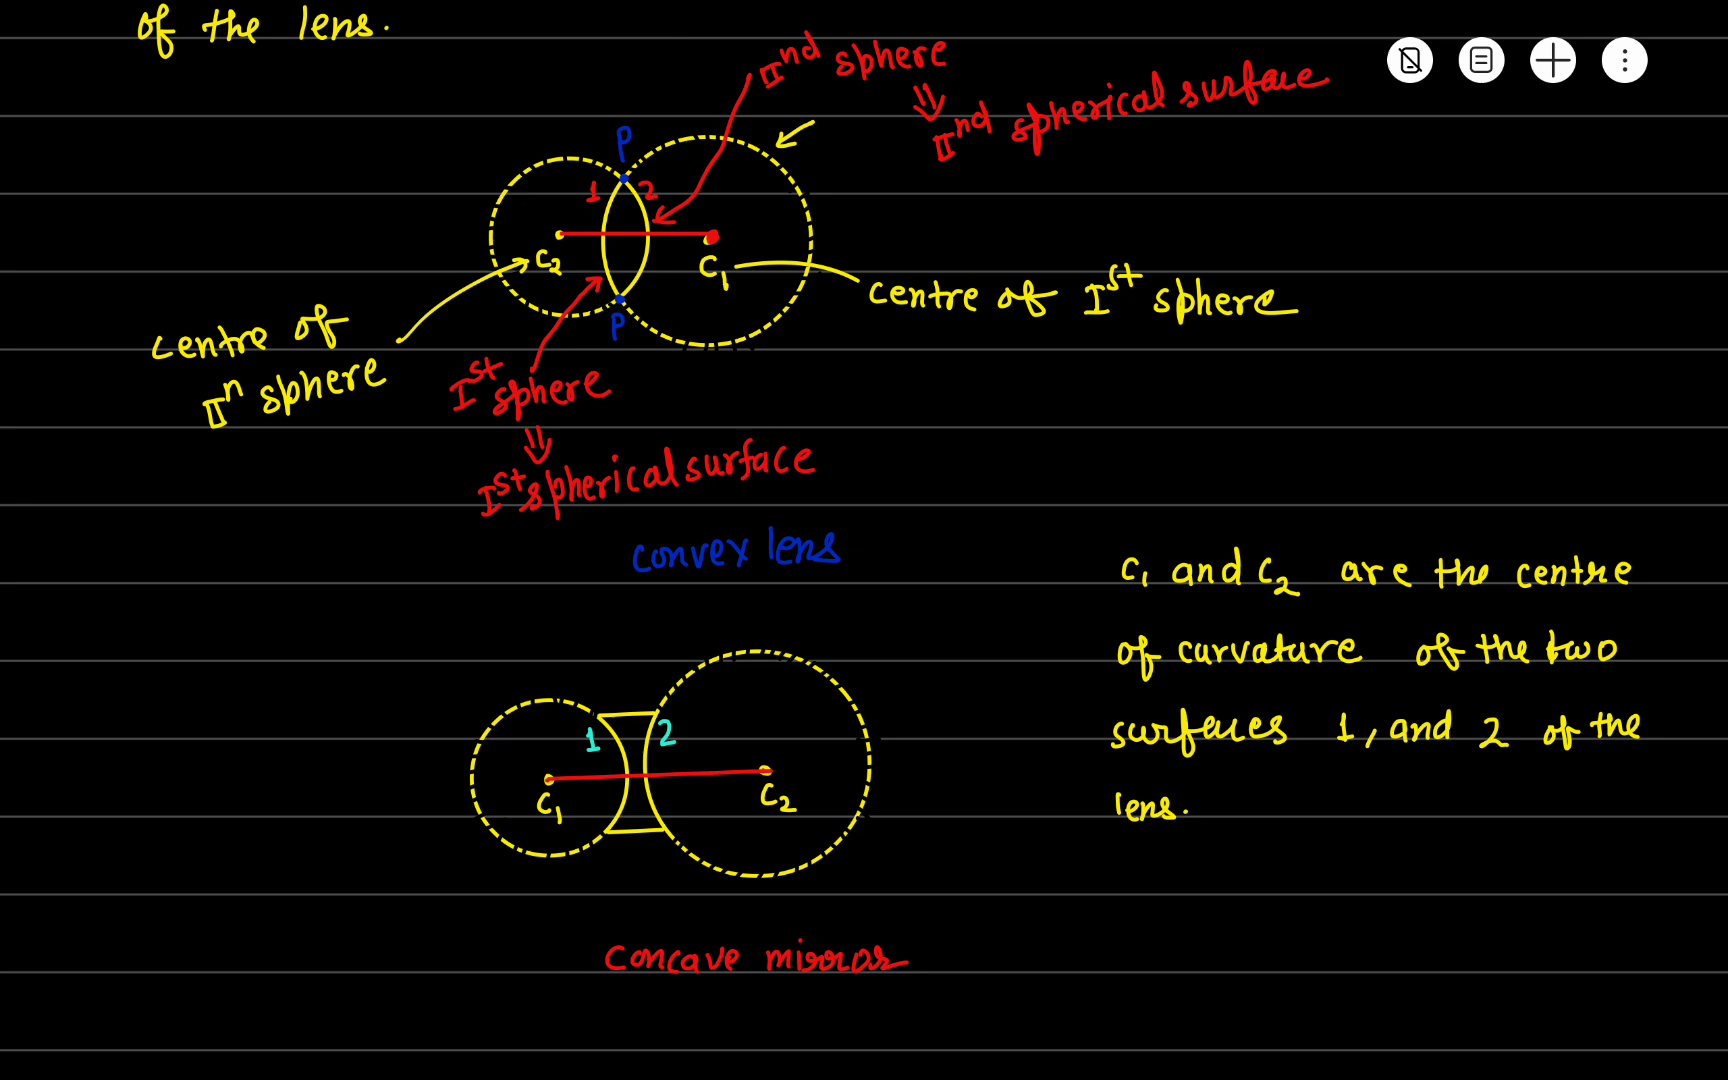 of the lens.
IInd sphere
⇓
IInd spherical surface
P
1 2
C2 C1
P
centre of Ist sphere
centre of
IIn sphere
Ist sphere
⇓
Ist spherical surface
convex lens
C1 and C2 are the centre
of curvature of the two
surfaces 1, and 2 of the
lens.
1 2
C1 C2
Concave mirror